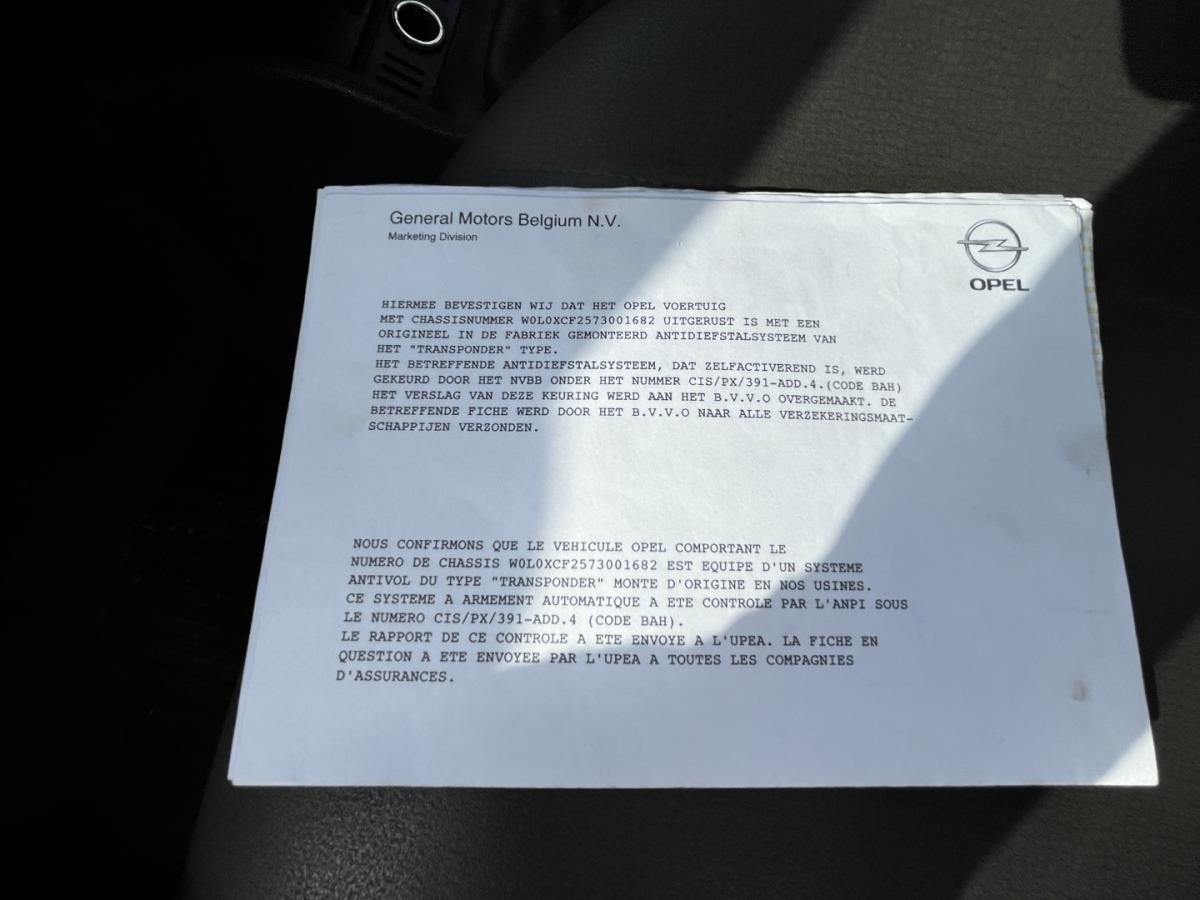 General Motors Belgium N.V.
Marketing Division
OPEL
HIERMEE BEVESTIGEN WIJ DAT HET OPEL VOERTUIG
MET CHASSISNUMMER W0L0XCF2573001682 UITGERUST IS MET EEN
ORIGINEEL IN DE FABRIEK GEMONTEERD ANTIDIEFSTALSYSTEEM VAN
HET "TRANSPONDER" TYPE.
HET BETREFFENDE ANTIDIEFSTALSYSTEEM, DAT ZELFACTIVEREND IS, WERD
GEKEURD DOOR HET NVBB ONDER HET NUMMER CIS/PX/391-ADD.4.(CODE BAH)
HET VERSLAG VAN DEZE KEURING WERD AAN HET B.V.V.O OVERGEMAAKT. DE
BETREFFENDE FICHE WERD DOOR HET B.V.V.O NAAR ALLE VERZEKERINGSMAAT-
SCHAPPIJEN VERZONDEN.
NOUS CONFIRMONS QUE LE VEHICULE OPEL COMPORTANT LE
NUMERO DE CHASSIS W0L0XCF2573001682 EST EQUIPE D'UN SYSTEME
ANTIVOL DU TYPE "TRANSPONDER" MONTE D'ORIGINE EN NOS USINES.
CE SYSTEME A ARMEMENT AUTOMATIQUE A ETE CONTROLE PAR L'ANPI SOUS
LE NUMERO CIS/PX/391-ADD.4 (CODE BAH).
LE RAPPORT DE CE CONTROLE A ETE ENVOYE A L'UPEA. LA FICHE EN
QUESTION A ETE ENVOYEE PAR L'UPEA A TOUTES LES COMPAGNIES
D'ASSURANCES.